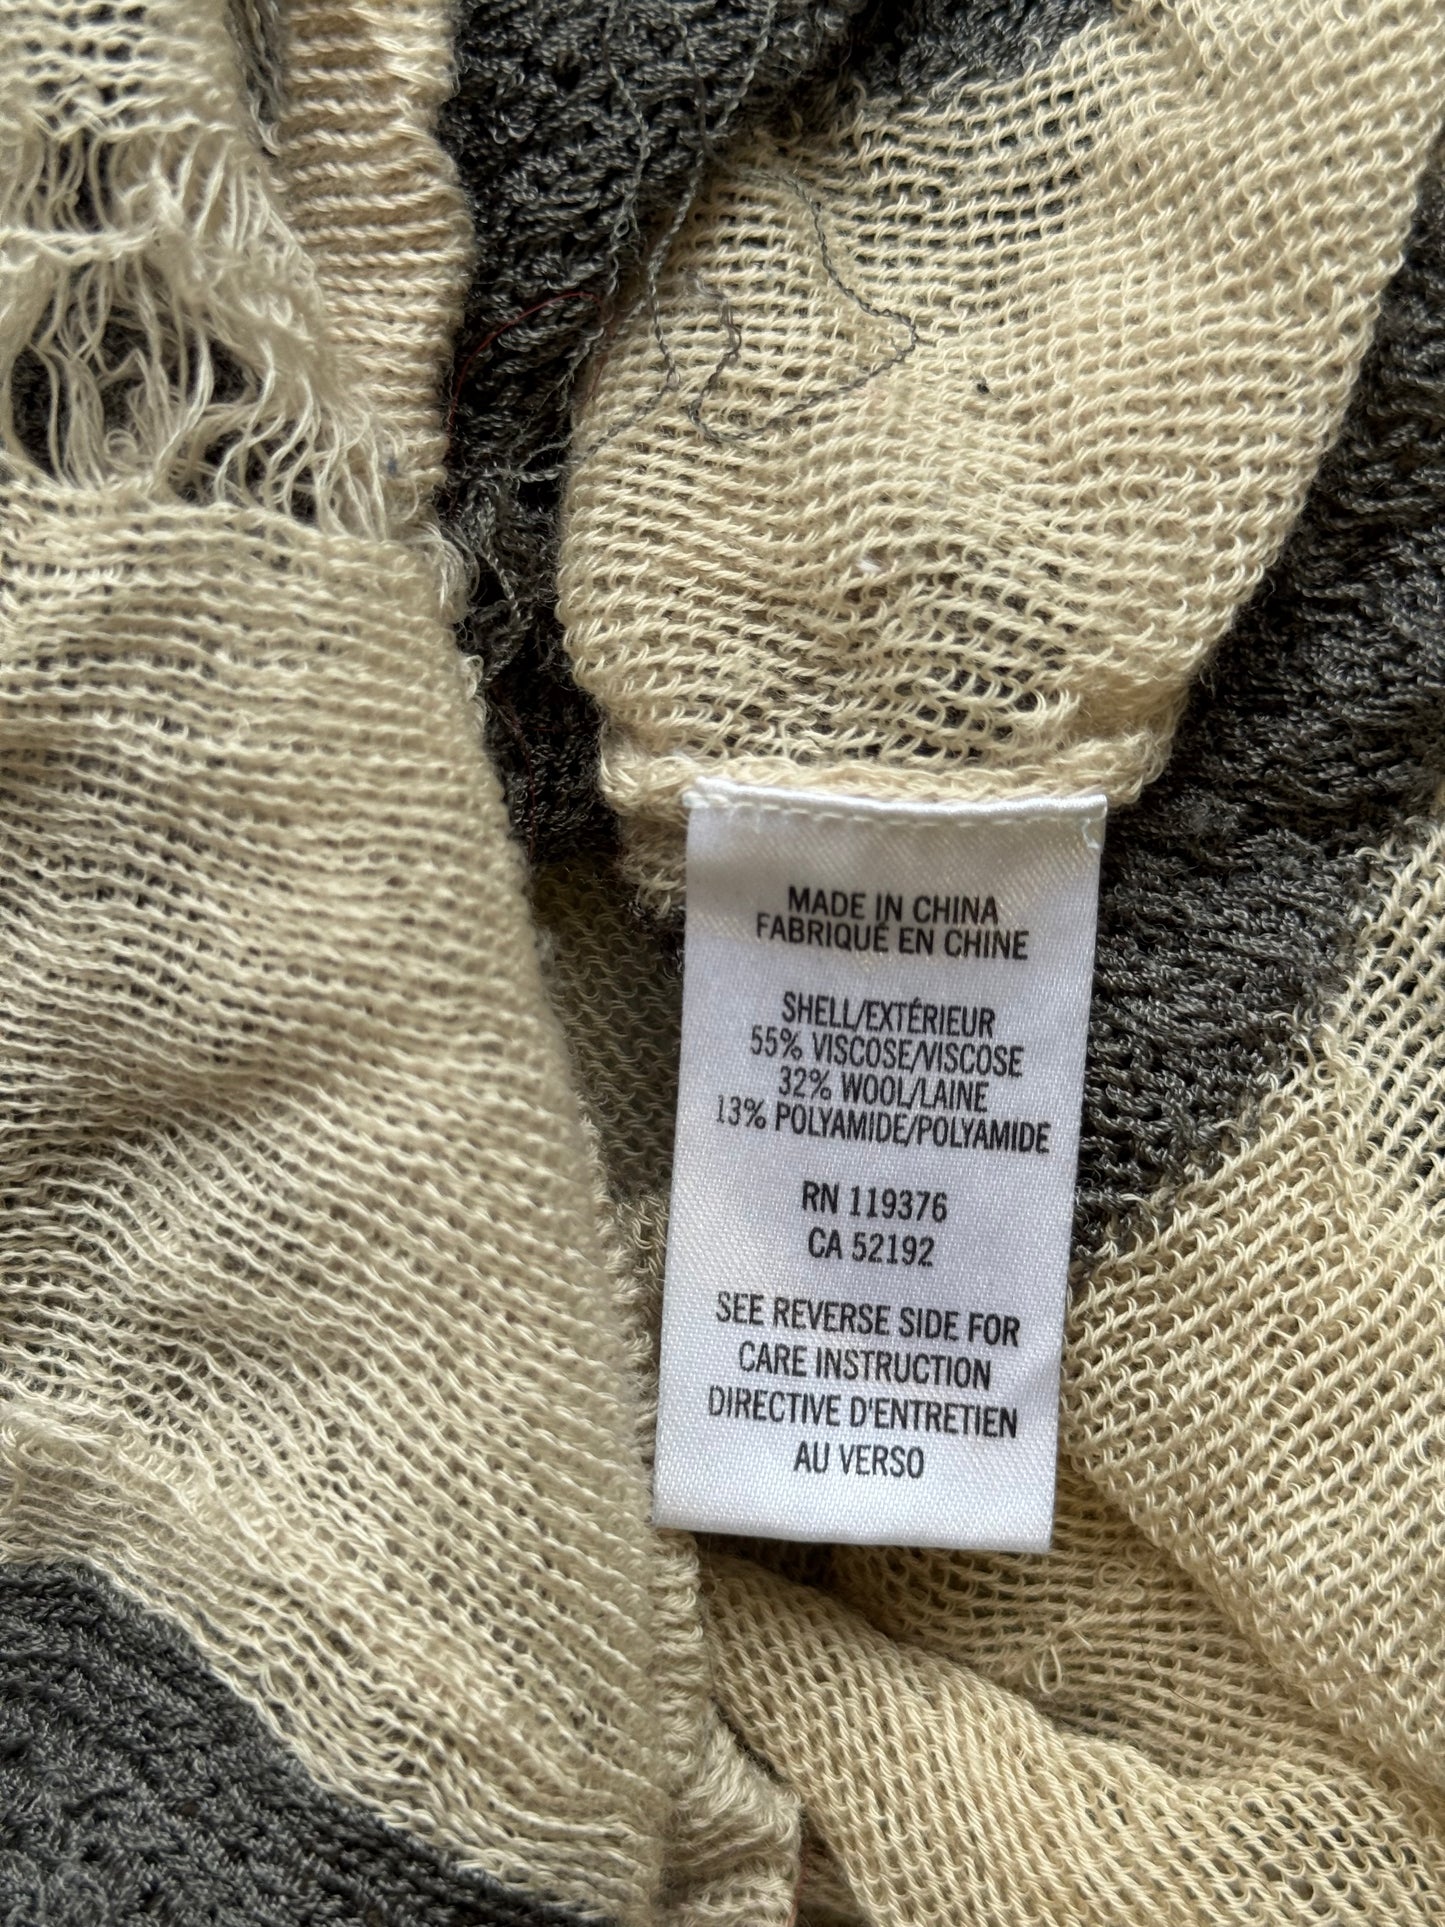 MADE IN CHINA
FABRIQUÉ EN CHINE
SHELL/EXTÉRIEUR
55% VISCOSE/VISCOSE
32% WOOL/LAINE
13% POLYAMIDE/POLYAMIDE
RN 119376
CA 52192
SEE REVERSE SIDE FOR
CARE INSTRUCTION
DIRECTIVE D'ENTRETIEN
AU VERSO